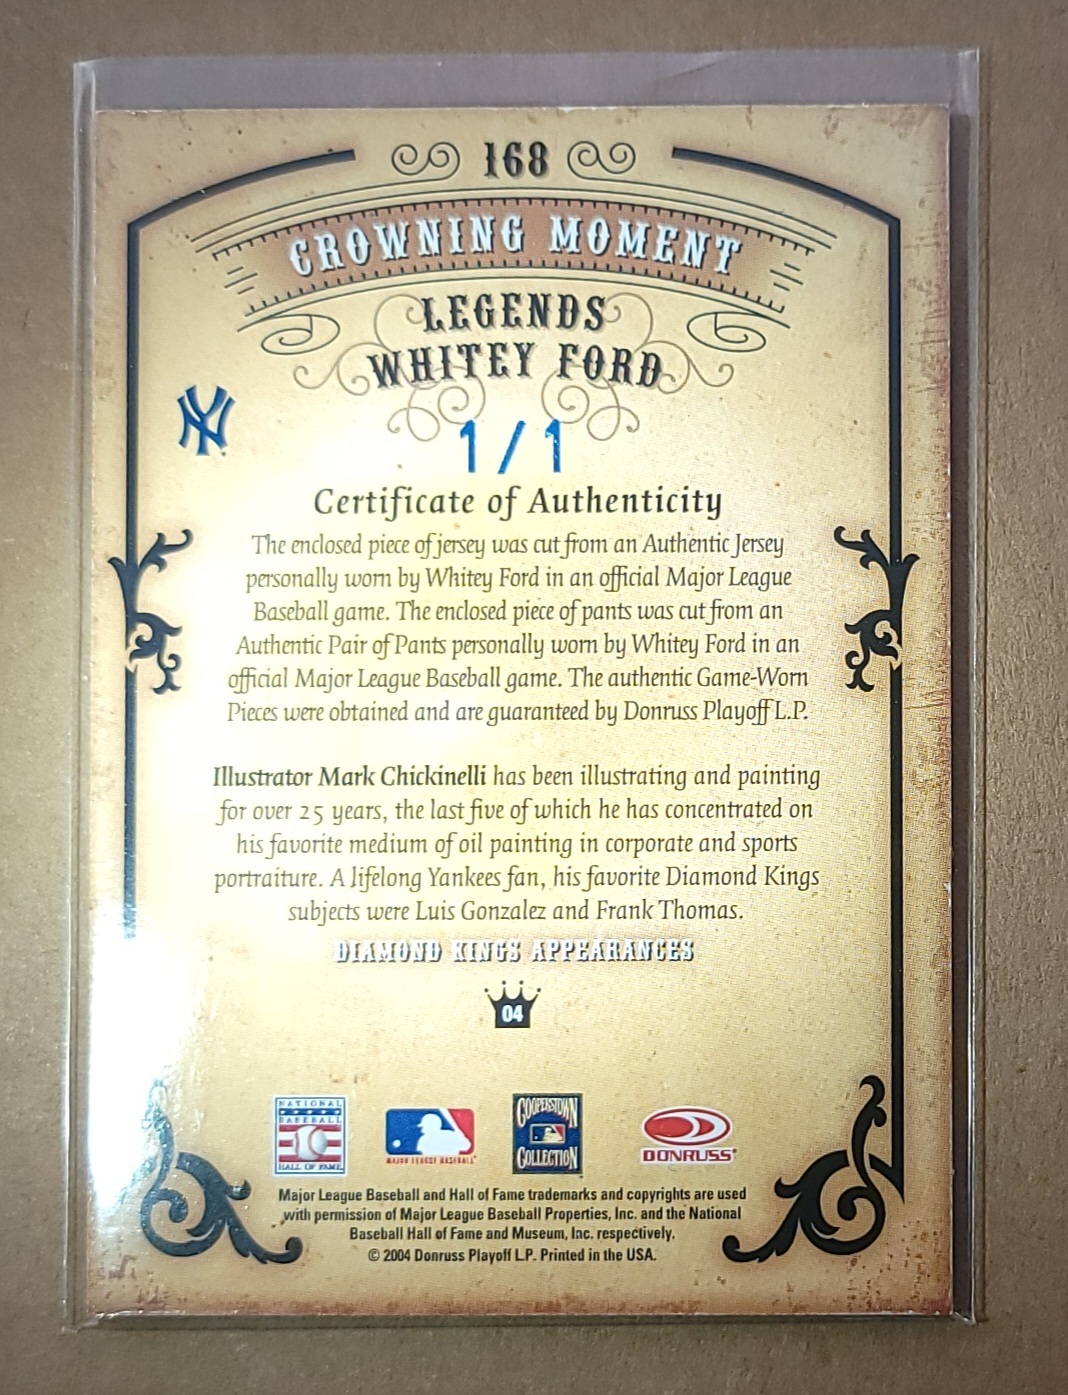 168
CROWNING MOMENT
LEGENDS
WHITEY FORD
NY
1/1
Certificate of Authenticity
The enclosed piece of jersey was cut from an Authentic Jersey
personally worn by Whitey Ford in an official Major League
Baseball game. The enclosed piece of pants was cut from an
Authentic Pair of Pants personally worn by Whitey Ford in an
official Major League Baseball game. The authentic Game-Worn
Pieces were obtained and are guaranteed by Donruss Playoff L.P.
Illustrator Mark Chickinelli has been illustrating and painting
for over 25 years, the last five of which he has concentrated on
his favorite medium of oil painting in corporate and sports
portraiture. A lifelong Yankees fan, his favorite Diamond Kings
subjects were Luis Gonzalez and Frank Thomas.
DIAMOND KINGS APPEARANCES
04
NATIONAL
BASEBALL
HALL OF FAME
MAJOR LEAGUE BASEBALL
COOPERSTOWN
COLLECTION
DONRUSS®
Major League Baseball and Hall of Fame trademarks and copyrights are used
with permission of Major League Baseball Properties, Inc. and the National
Baseball Hall of Fame and Museum, Inc. respectively.
© 2004 Donruss Playoff L.P. Printed in the USA.